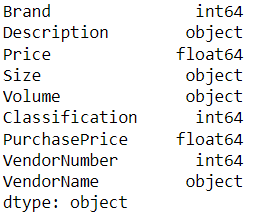 Brand int64
Description object
Price float64
Size object
Volume object
Classification int64
PurchasePrice float64
VendorNumber int64
VendorName object
dtype: object